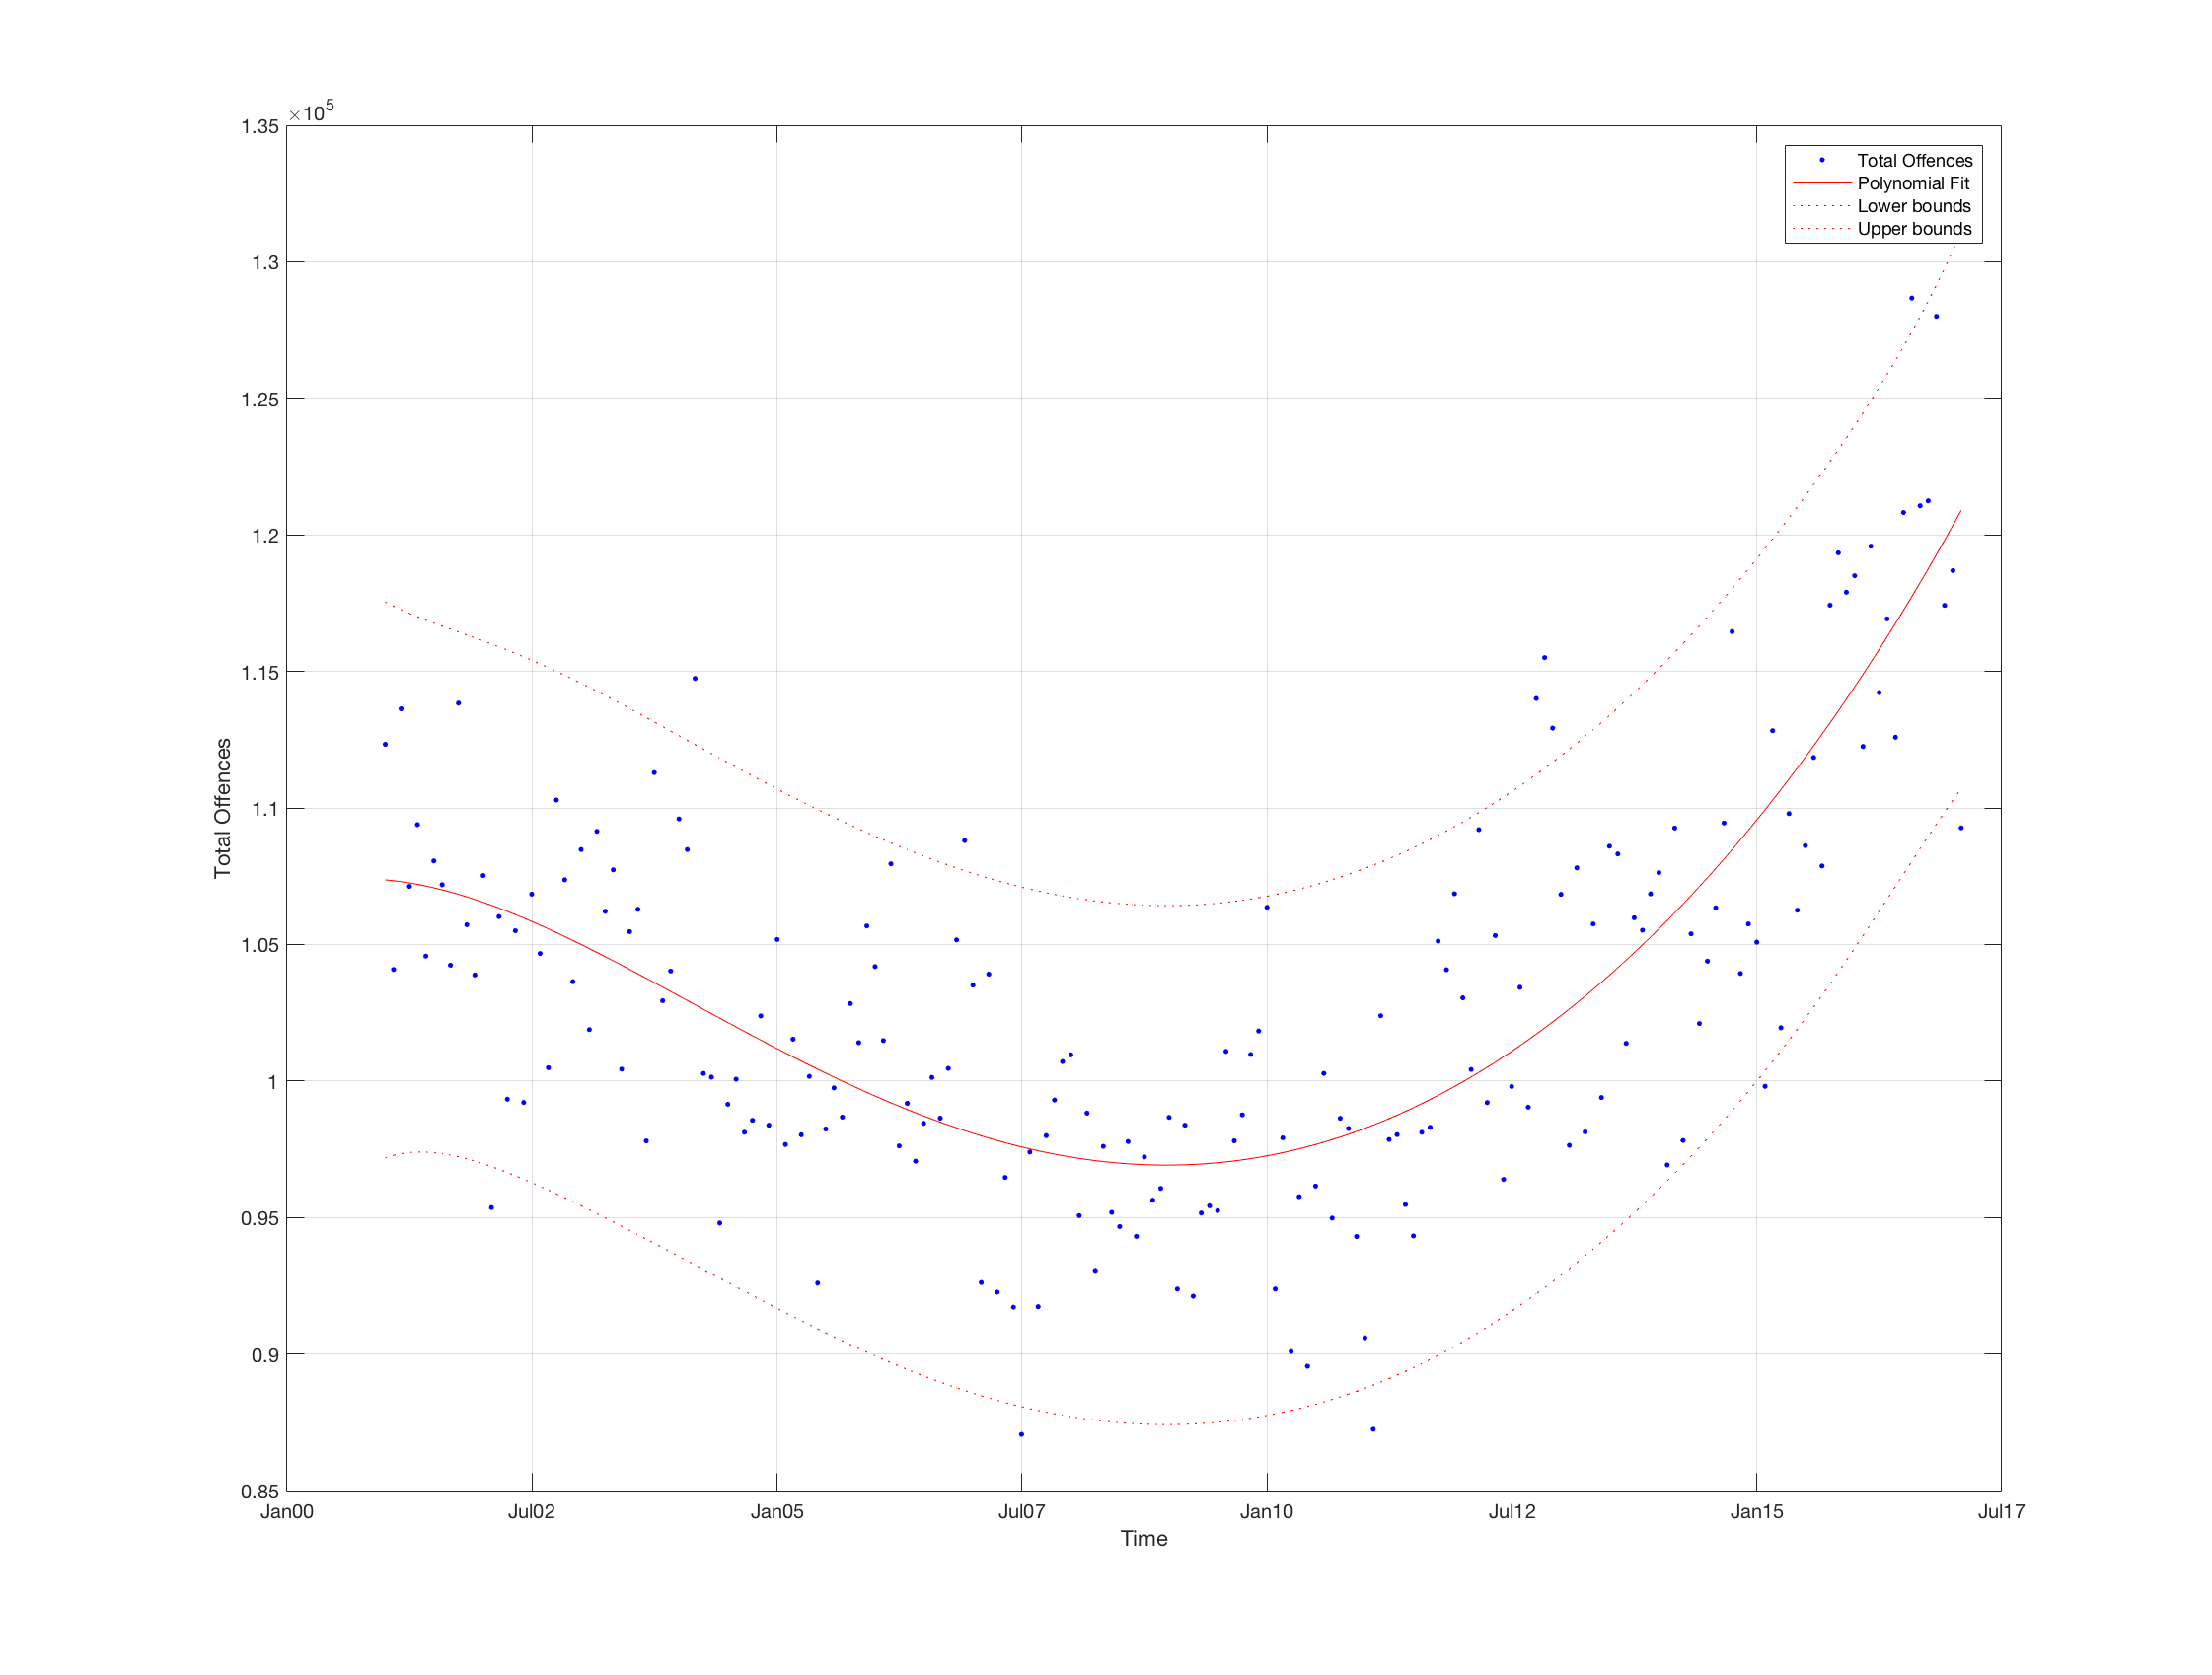 ×10^5
1.35
1.3
1.25
1.2
1.15
1.1
1.05
1
0.95
0.9
0.85
Total Offences
Total Offences
Polynomial Fit
Lower bounds
Upper bounds
Jan00 Jul02 Jan05 Jul07 Jan10 Jul12 Jan15 Jul17
Time